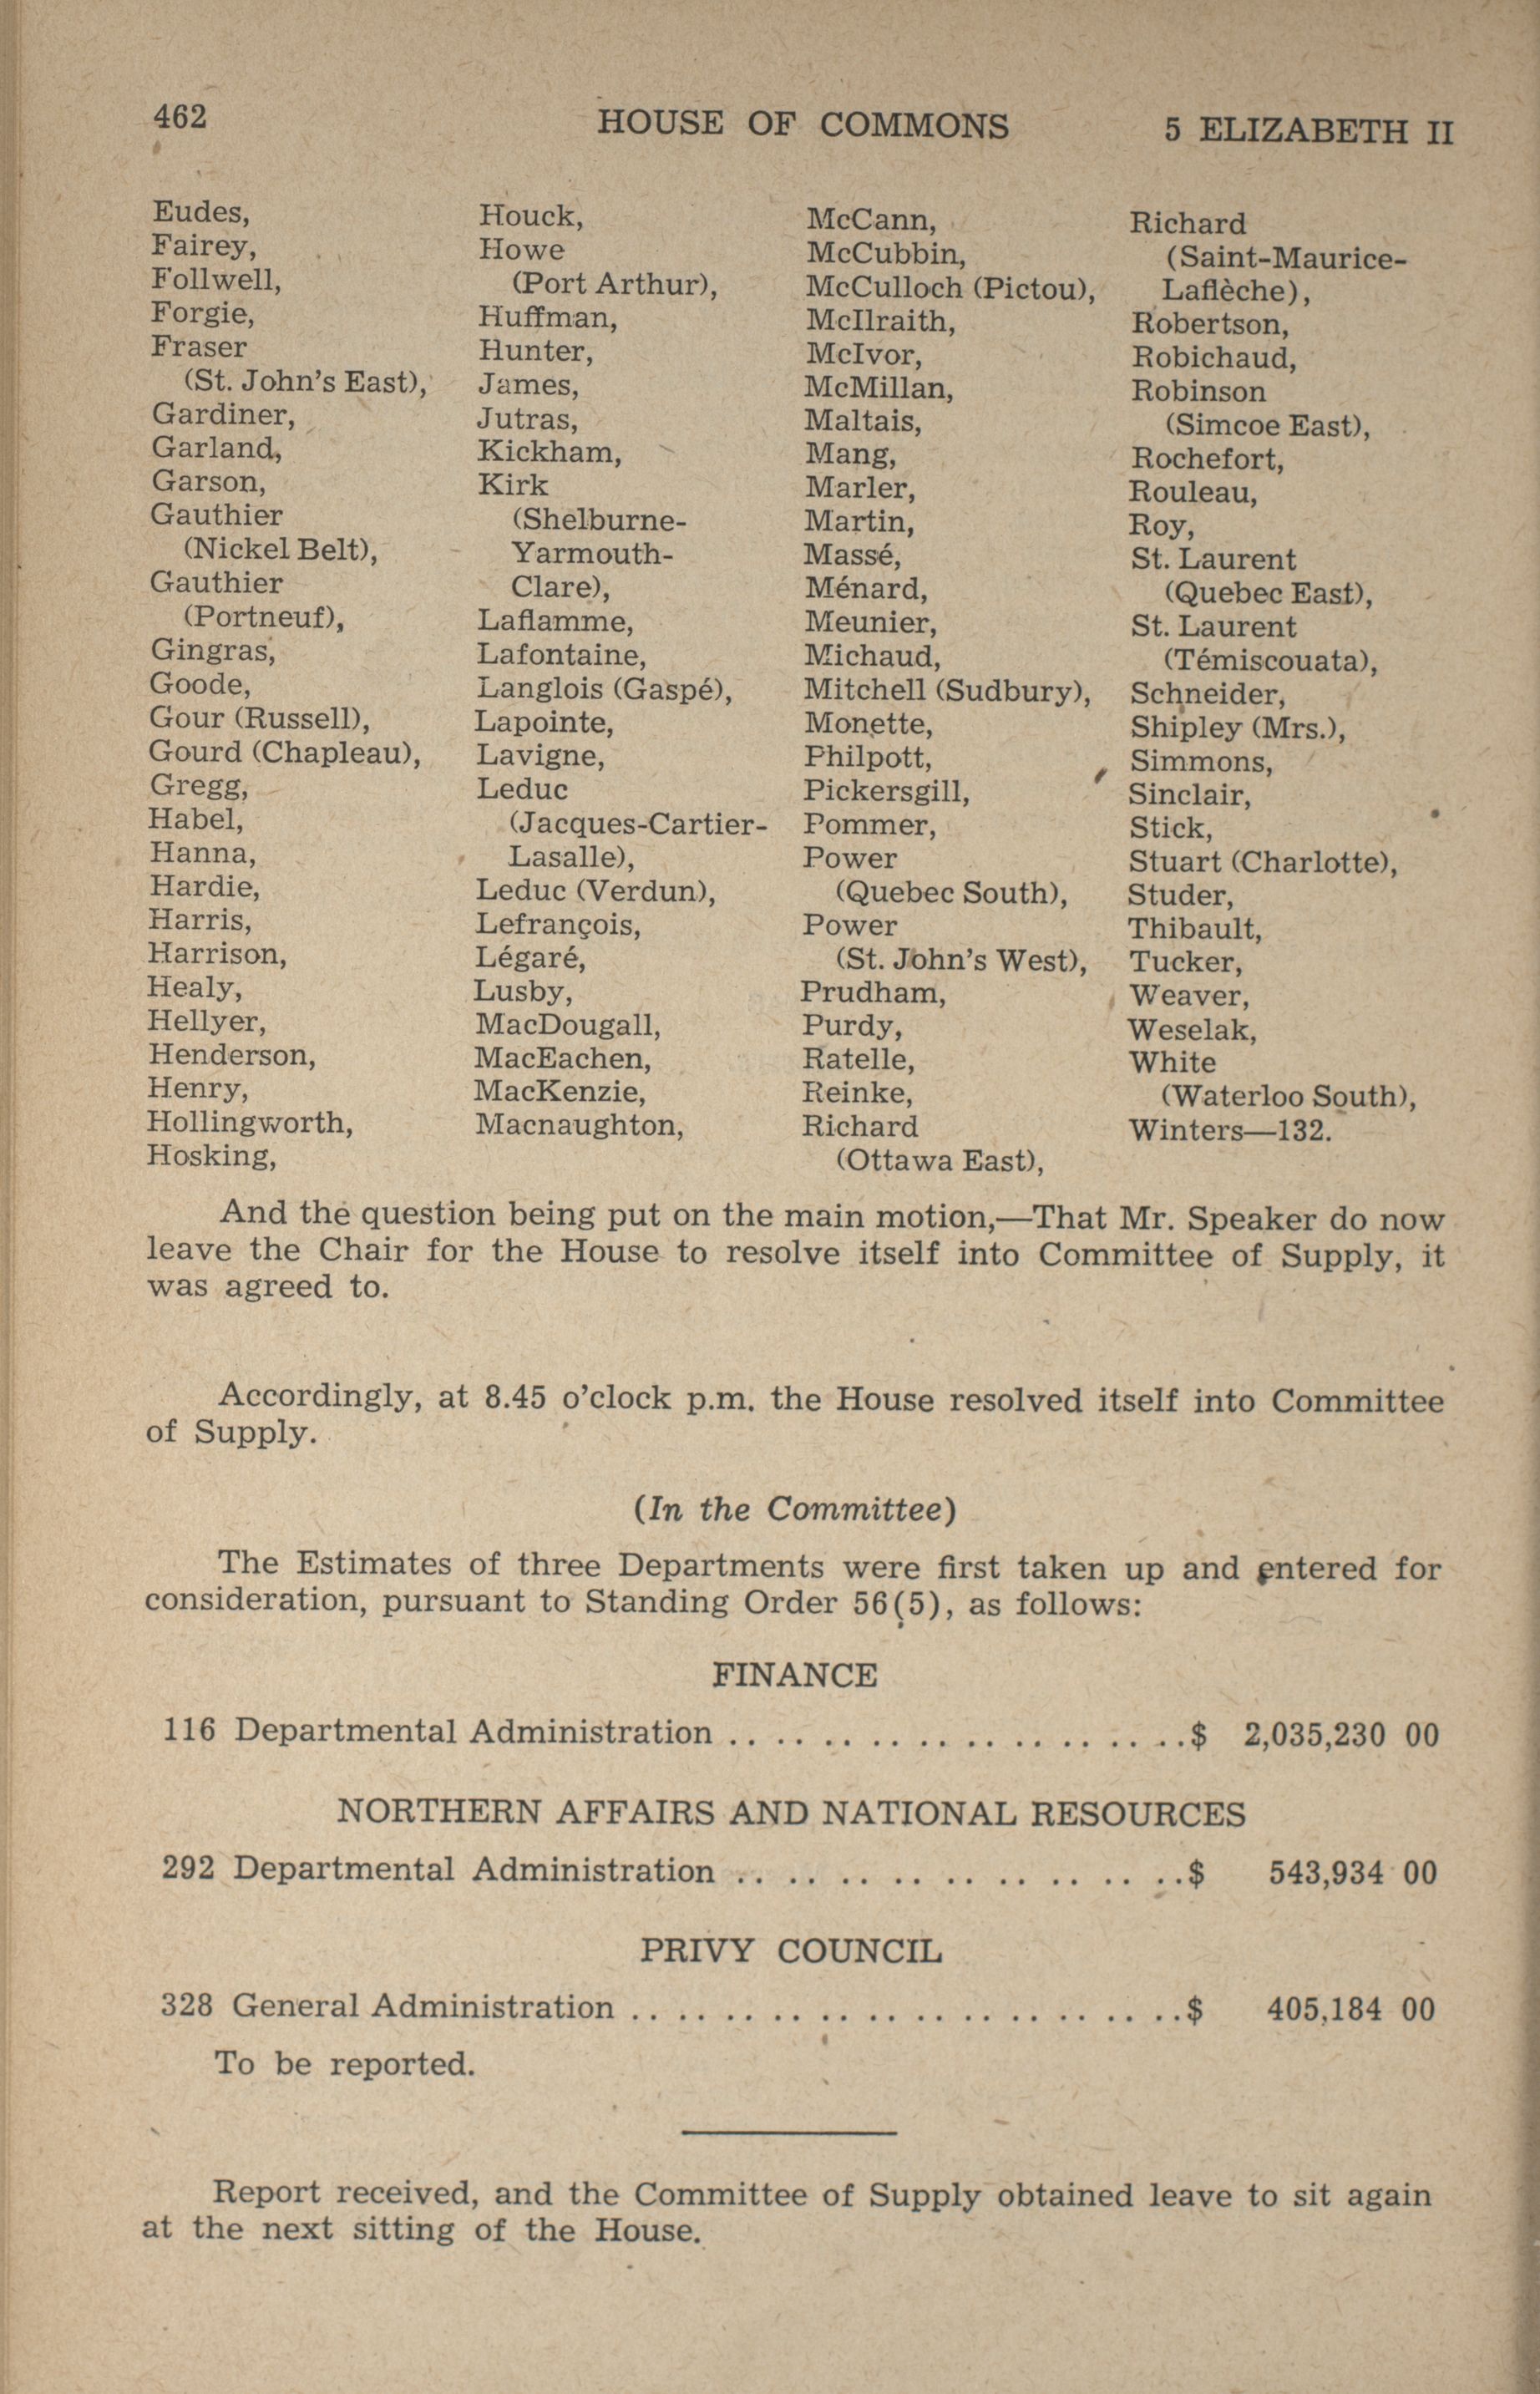 462
HOUSE OF COMMONS
5 ELIZABETH II
Eudes,
Fairey,
Follwell,
Forgie,
Fraser
(St. John's East),
Gardiner,
Garland,
Garson,
Gauthier
(Nickel Belt),
Gauthier
(Portneuf),
Gingras,
Goode,
Gour (Russell),
Gourd (Chapleau),
Gregg,
Habel,
Hanna,
Hardie,
Harris,
Harrison,
Healy,
Hellyer,
Henderson,
Henry,
Hollingworth,
Hosking,
Houck,
Howe
(Port Arthur),
Huffman,
Hunter,
James,
Jutras,
Kickham,
Kirk
(Shelburne-
Yarmouth-
Clare),
Laflamme,
Lafontaine,
Langlois (Gaspé),
Lapointe,
Lavigne,
Leduc
(Jacques-Cartier-
Lasalle),
Leduc (Verdun),
Lefrançois,
Légaré,
Lusby,
MacDougall,
MacEachen,
MacKenzie,
Macnaughton,
McCann,
McCubbin,
McCulloch (Pictou),
McIlraith,
McIvor,
McMillan,
Maltais,
Mang,
Marler,
Martin,
Massé,
Ménard,
Meunier,
Michaud,
Mitchell (Sudbury),
Monette,
Philpott,
Pickersgill,
Pommer,
Power
(Quebec South),
Power
(St. John's West),
Prudham,
Purdy,
Ratelle,
Reinke,
Richard
(Ottawa East),
Richard
(Saint-Maurice-
Laflèche),
Robertson,
Robichaud,
Robinson
(Simcoe East),
Rochefort,
Rouleau,
Roy,
St. Laurent
(Quebec East),
St. Laurent
(Témiscouata),
Schneider,
Shipley (Mrs.),
Simmons,
Sinclair,
Stick,
Stuart (Charlotte),
Studer,
Thibault,
Tucker,
Weaver,
Weselak,
White
(Waterloo South),
Winters—132.
And the question being put on the main motion,—That Mr. Speaker do now
leave the Chair for the House to resolve itself into Committee of Supply, it
was agreed to.
Accordingly, at 8.45 o'clock p.m. the House resolved itself into Committee
of Supply.
(In the Committee)
The Estimates of three Departments were first taken up and entered for
consideration, pursuant to Standing Order 56(5), as follows:
FINANCE
116 Departmental Administration . . . . . . . . . . . . . . . . . . . . $ 2,035,230 00
NORTHERN AFFAIRS AND NATIONAL RESOURCES
292 Departmental Administration . . . . . . . . . . . . . . . . . . $ 543,934 00
PRIVY COUNCIL
328 General Administration . . . . . . . . . . . . . . . . . . . . . . . . $ 405,184 00
To be reported.
Report received, and the Committee of Supply obtained leave to sit again
at the next sitting of the House.